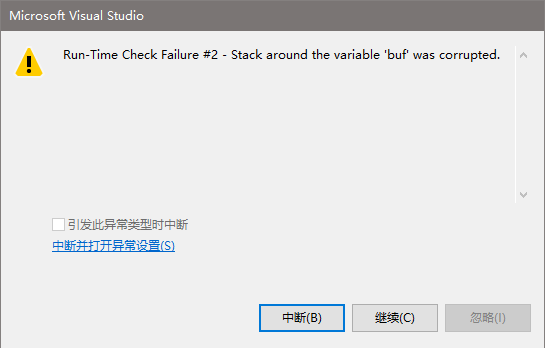 Microsoft Visual Studio
Run-Time Check Failure #2 - Stack around the variable 'buf' was corrupted.
引发此异常类型时中断
中断并打开异常设置(S)
中断(B)
继续(C)
忽略(I)